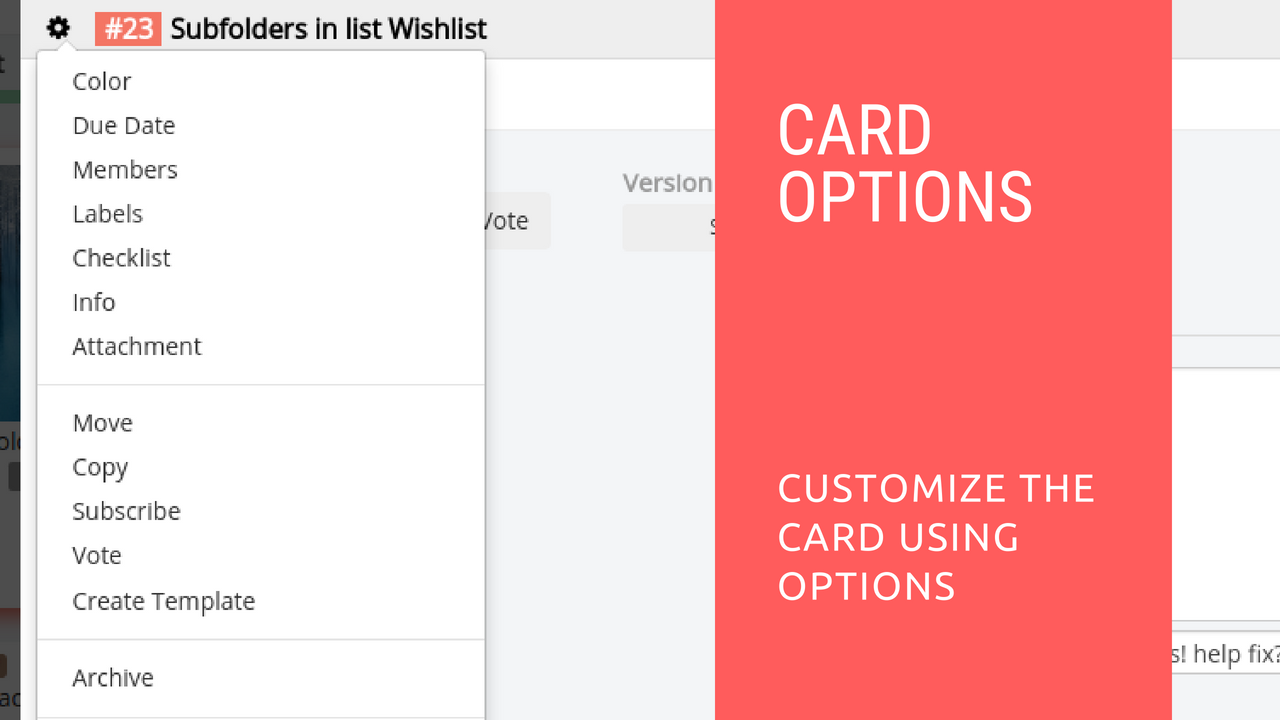 #23 Subfolders in list Wishlist
Color
Due Date
Members
Labels
Checklist
Info
Attachment
Move
Copy
Subscribe
Vote
Create Template
Archive
Vote
Version
CARD
OPTIONS
CUSTOMIZE THE
CARD USING
OPTIONS
s! help fix?